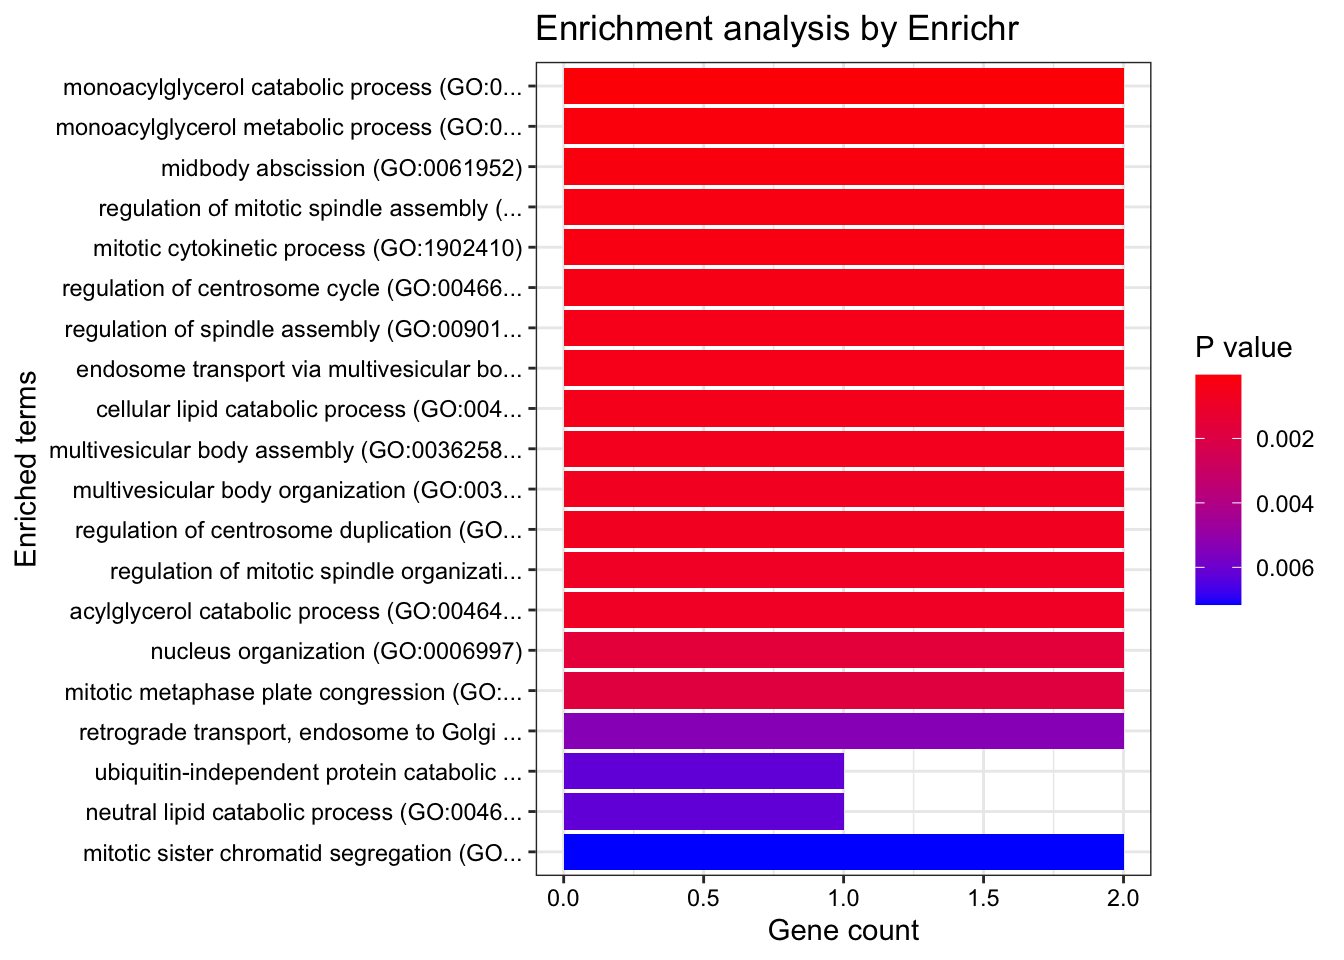 Enrichment analysis by Enrichr
monoacylglycerol catabolic process (GO:0...
monoacylglycerol metabolic process (GO:0...
midbody abscission (GO:0061952)
regulation of mitotic spindle assembly (...
mitotic cytokinetic process (GO:1902410)
regulation of centrosome cycle (GO:00466...
regulation of spindle assembly (GO:00901...
endosome transport via multivesicular bo...
cellular lipid catabolic process (GO:004...
multivesicular body assembly (GO:0036258...
multivesicular body organization (GO:003...
regulation of centrosome duplication (GO...
regulation of mitotic spindle organizati...
acylglycerol catabolic process (GO:00464...
nucleus organization (GO:0006997)
mitotic metaphase plate congression (GO:...
retrograde transport, endosome to Golgi ...
ubiquitin-independent protein catabolic ...
neutral lipid catabolic process (GO:0046...
mitotic sister chromatid segregation (GO...
Enriched terms
0.0 0.5 1.0 1.5 2.0
Gene count
P value
0.002
0.004
0.006